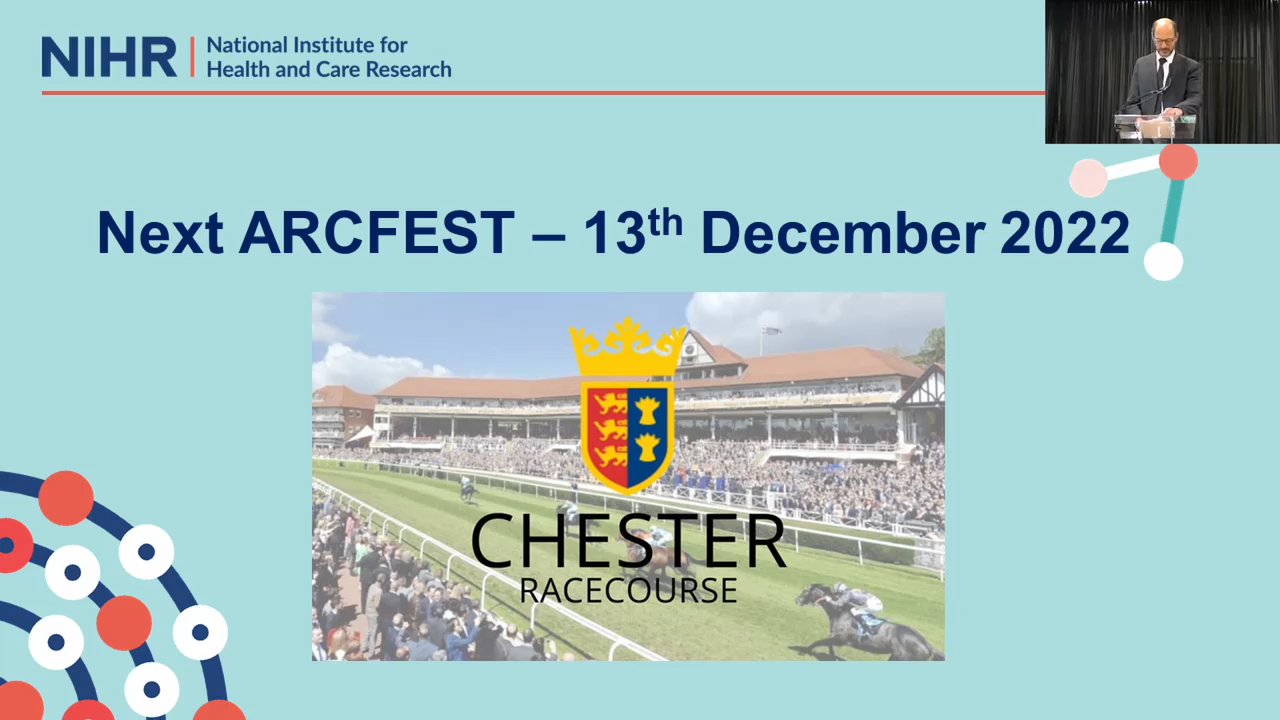 NIHR
National Institute for
Health and Care Research
Next ARCFEST – 13th December 2022
CHESTER
RACECOURSE